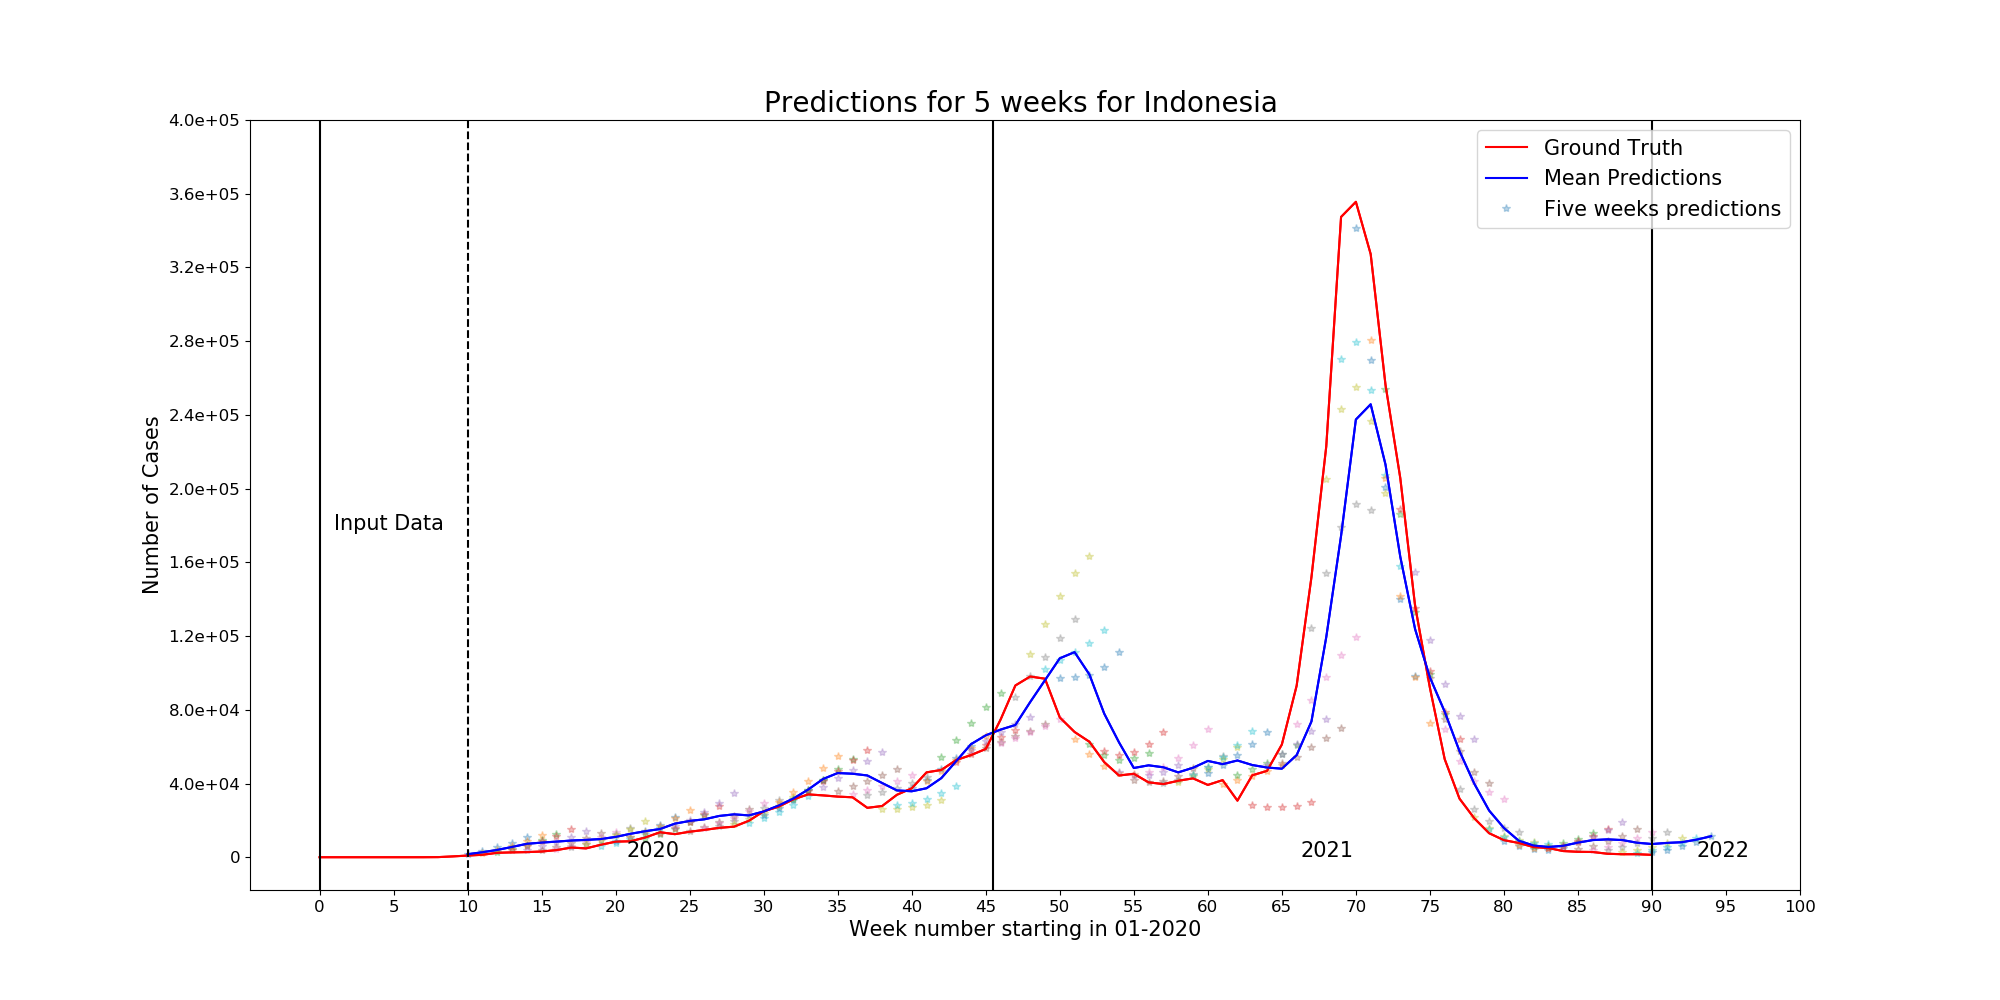 Predictions for 5 weeks for Indonesia
4.0e+05
3.6e+05
3.2e+05
2.8e+05
2.4e+05
2.0e+05
1.6e+05
1.2e+05
8.0e+04
4.0e+04
0
Number of Cases
Ground Truth
Mean Predictions
Five weeks predictions
Input Data
2020 2021 2022
0 5 10 15 20 25 30 35 40 45 50 55 60 65 70 75 80 85 90 95 100
Week number starting in 01-2020